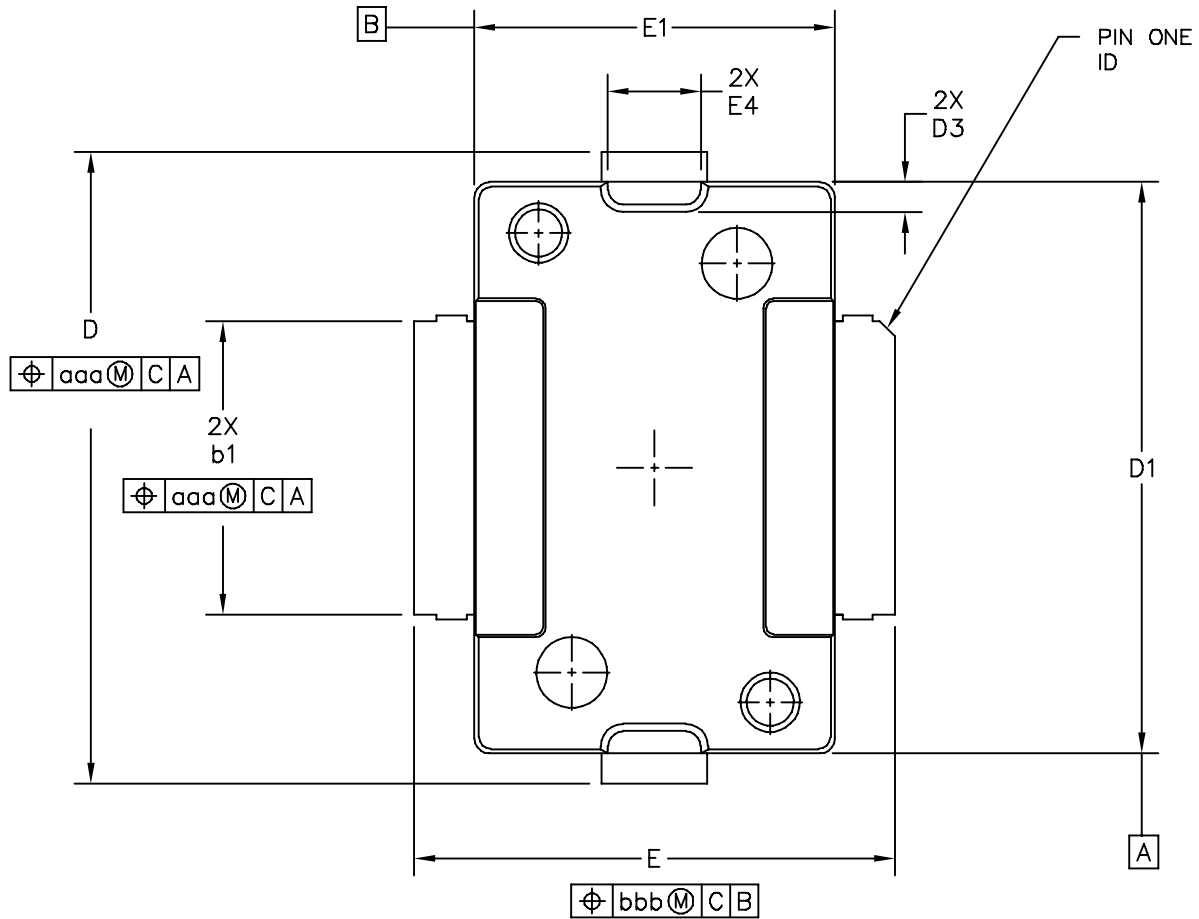 B
E1
PIN ONE
ID
2X
E4
2X
D3
D
⌖ aaa Ⓜ C A
2X
b1
⌖ aaa Ⓜ C A
D1
E
⌖ bbb Ⓜ C B
A